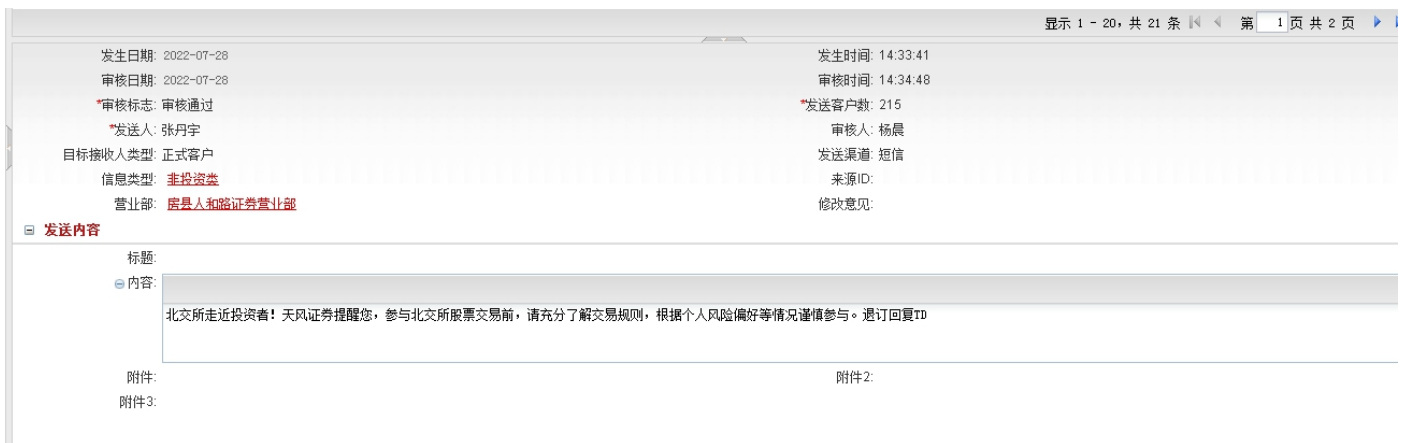 显示 1 - 20，共 21 条 第 1 页 共 2 页
发生日期: 2022-07-28 发生时间: 14:33:41
审核日期: 2022-07-28 审核时间: 14:34:48
*审核标志: 审核通过 *发送客户数: 215
*发送人: 张丹宇 审核人: 杨晨
目标接收人类型: 正式客户 发送渠道: 短信
信息类型: 非投资类 来源ID:
营业部: 房县人和路证券营业部 修改意见:
发送内容
标题:
内容:
北交所走近投资者！天风证券提醒您，参与北交所股票交易前，请充分了解交易规则，根据个人风险偏好等情况谨慎参与。退订回复TD
附件: 附件2:
附件3: